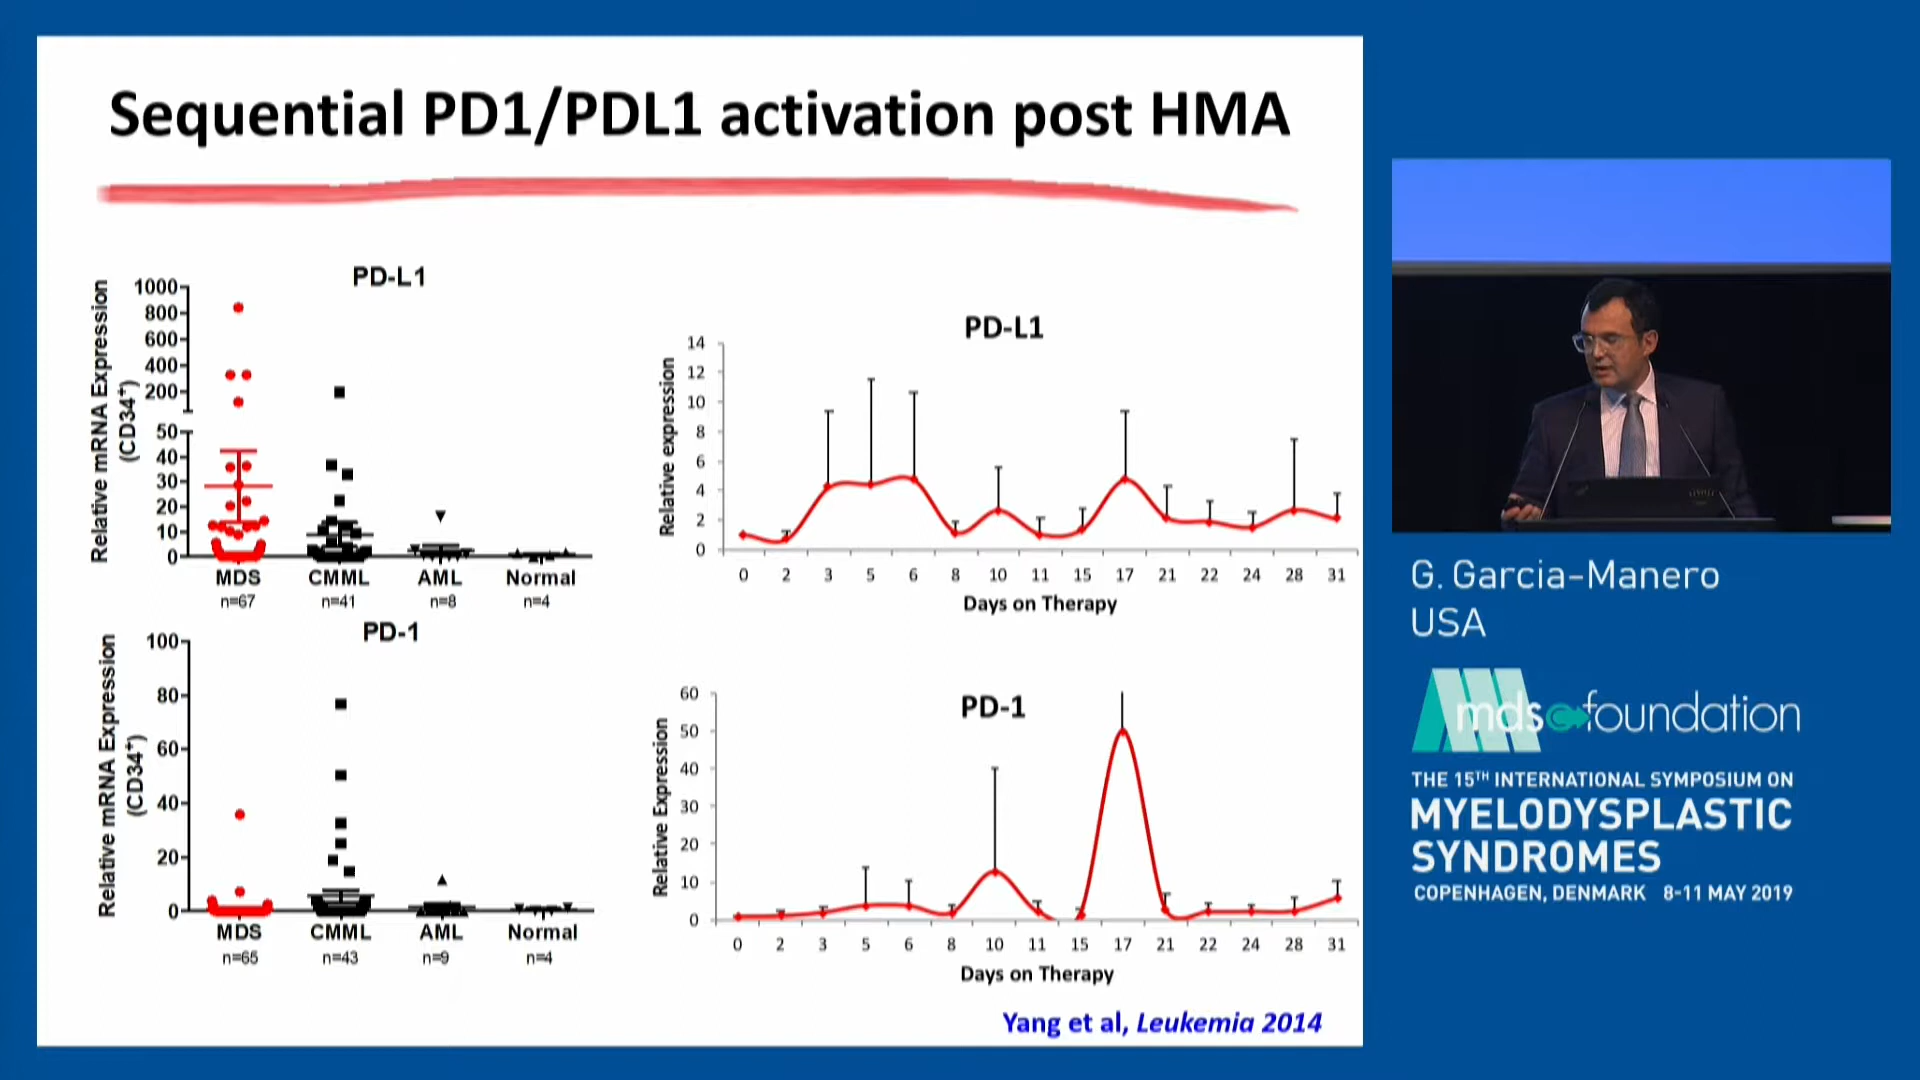 Sequential PD1/PDL1 activation post HMA
PD-L1
Relative mRNA Expression
(CD34+)
1000
800
600
400
200
50
40
30
20
10
0
MDS CMML AML Normal
n=67 n=41 n=8 n=4
PD-L1
Relative expression
14
12
10
8
6
4
2
0
0 2 3 5 6 8 10 11 15 17 21 22 24 28 31
Days on Therapy
PD-1
Relative mRNA Expression
(CD34+)
100
80
60
40
20
0
MDS CMML AML Normal
n=65 n=43 n=9 n=4
PD-1
Relative Expression
60
50
40
30
20
10
0
0 2 3 5 6 8 10 11 15 17 21 22 24 28 31
Days on Therapy
Yang et al, Leukemia 2014
G. Garcia-Manero
USA
mds foundation
THE 15TH INTERNATIONAL SYMPOSIUM ON
MYELODYSPLASTIC
SYNDROMES
COPENHAGEN, DENMARK 8-11 MAY 2019